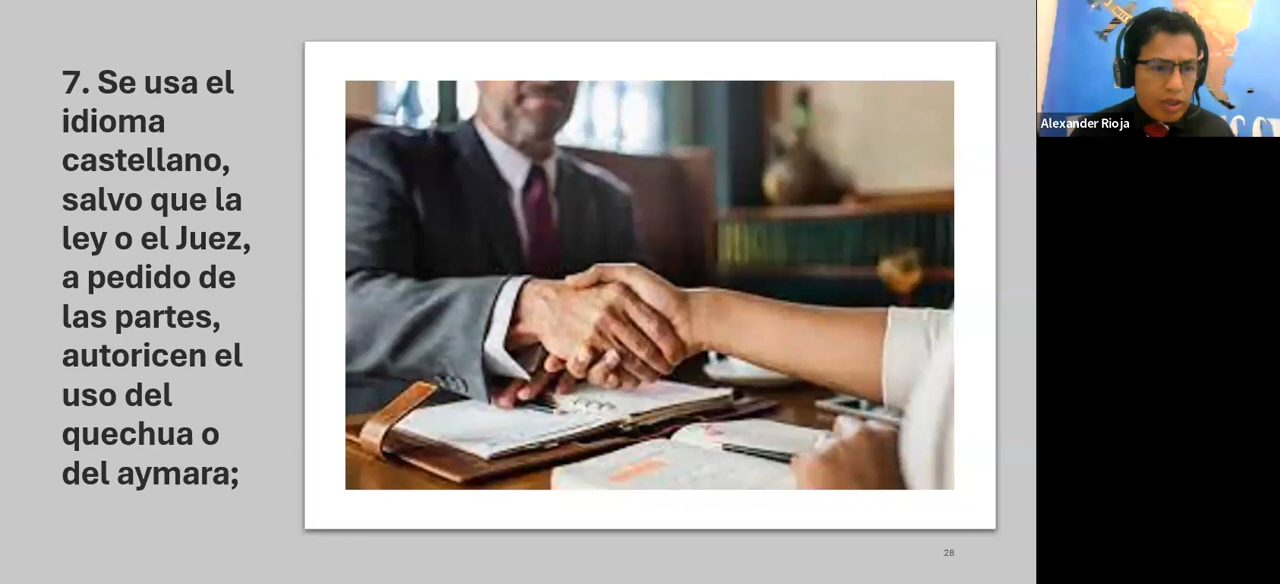 7. Se usa el
idioma
castellano,
salvo que la
ley o el Juez,
a pedido de
las partes,
autoricen el
uso del
quechua o
del aymara;
28
Alexander Rioja